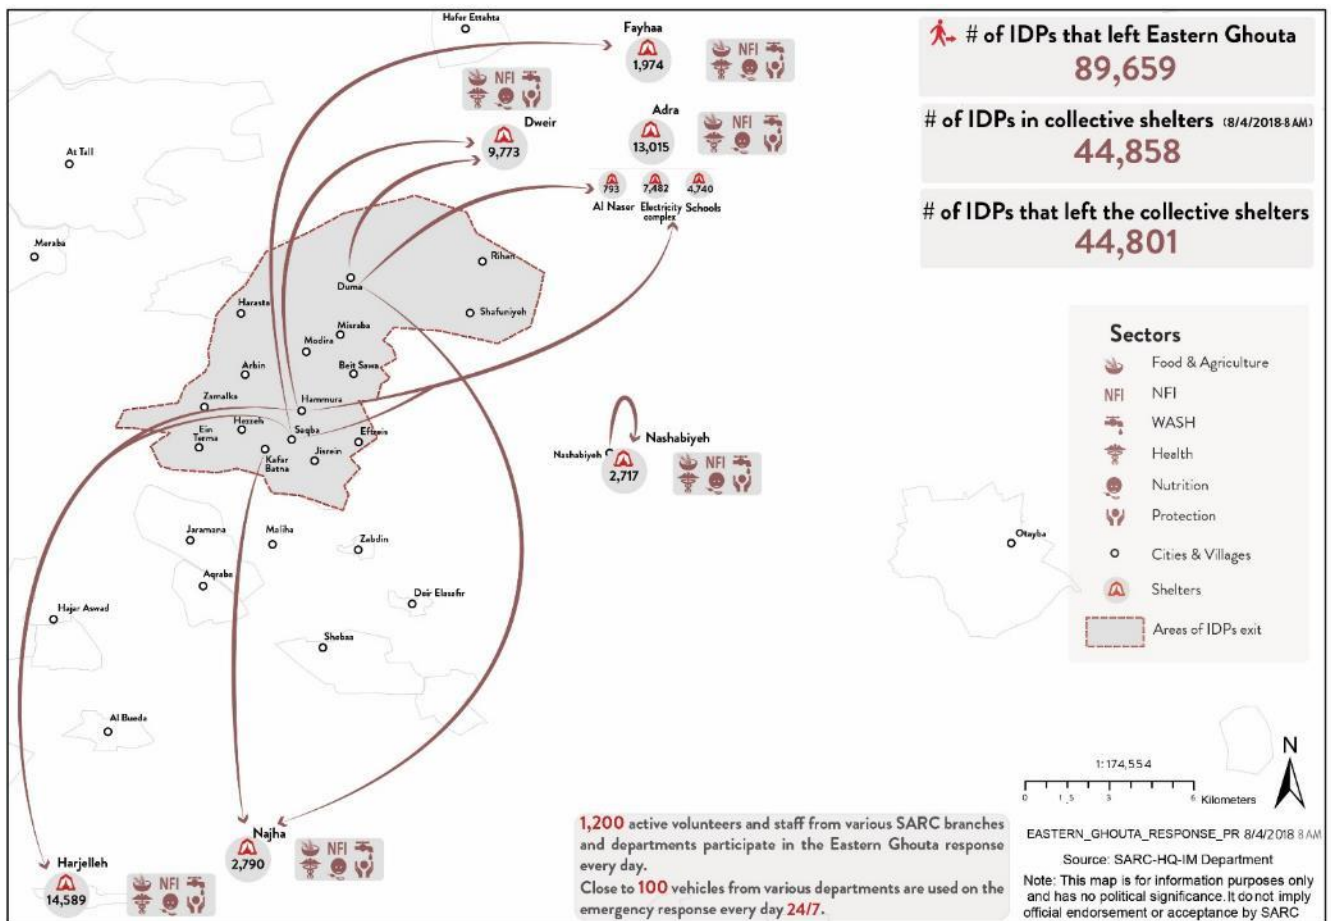 Hafer Ettahta
Fayhaa
1,974
NFI
NFI
Dweir
9,773
Adra
13,015
NFI
793
7,482
4,740
Al Naser
Electricity
complex
Schools
At Tall
Maraba
Rihan
Duma
Harasta
Shafuniyeh
Misraba
Modira
Arbin
Beit Sawa
Zamalka
Hammura
Hezzeh
Saqba
Ein
Terma
Kafar
Batna
Jisrein
Nashabiyeh
Nashabiyeh
2,717
NFI
Jaramana
Maliha
Zebdin
Aqraba
Otayba
Hajar Aswad
Deir Elasafir
Shabaa
Al Bueda
Najha
2,790
NFI
Harjelleh
14,589
NFI
# of IDPs that left Eastern Ghouta
89,659
# of IDPs in collective shelters (8/4/2018-8 AM)
44,858
# of IDPs that left the collective shelters
44,801
Sectors
Food & Agriculture
NFI NFI
WASH
Health
Nutrition
Protection
Cities & Villages
Shelters
Areas of IDPs exit
N
1:174,554
0 1.5 3 6 Kilometers
1,200 active volunteers and staff from various SARC branches
and departments participate in the Eastern Ghouta response
every day.
Close to 100 vehicles from various departments are used on the
emergency response every day 24/7.
EASTERN_GHOUTA_RESPONSE_PR 8/4/2018 8 AM
Source: SARC-HQ-IM Department
Note: This map is for information purposes only
and has no political significance. It do not imply
official endorsement or acceptance by SARC